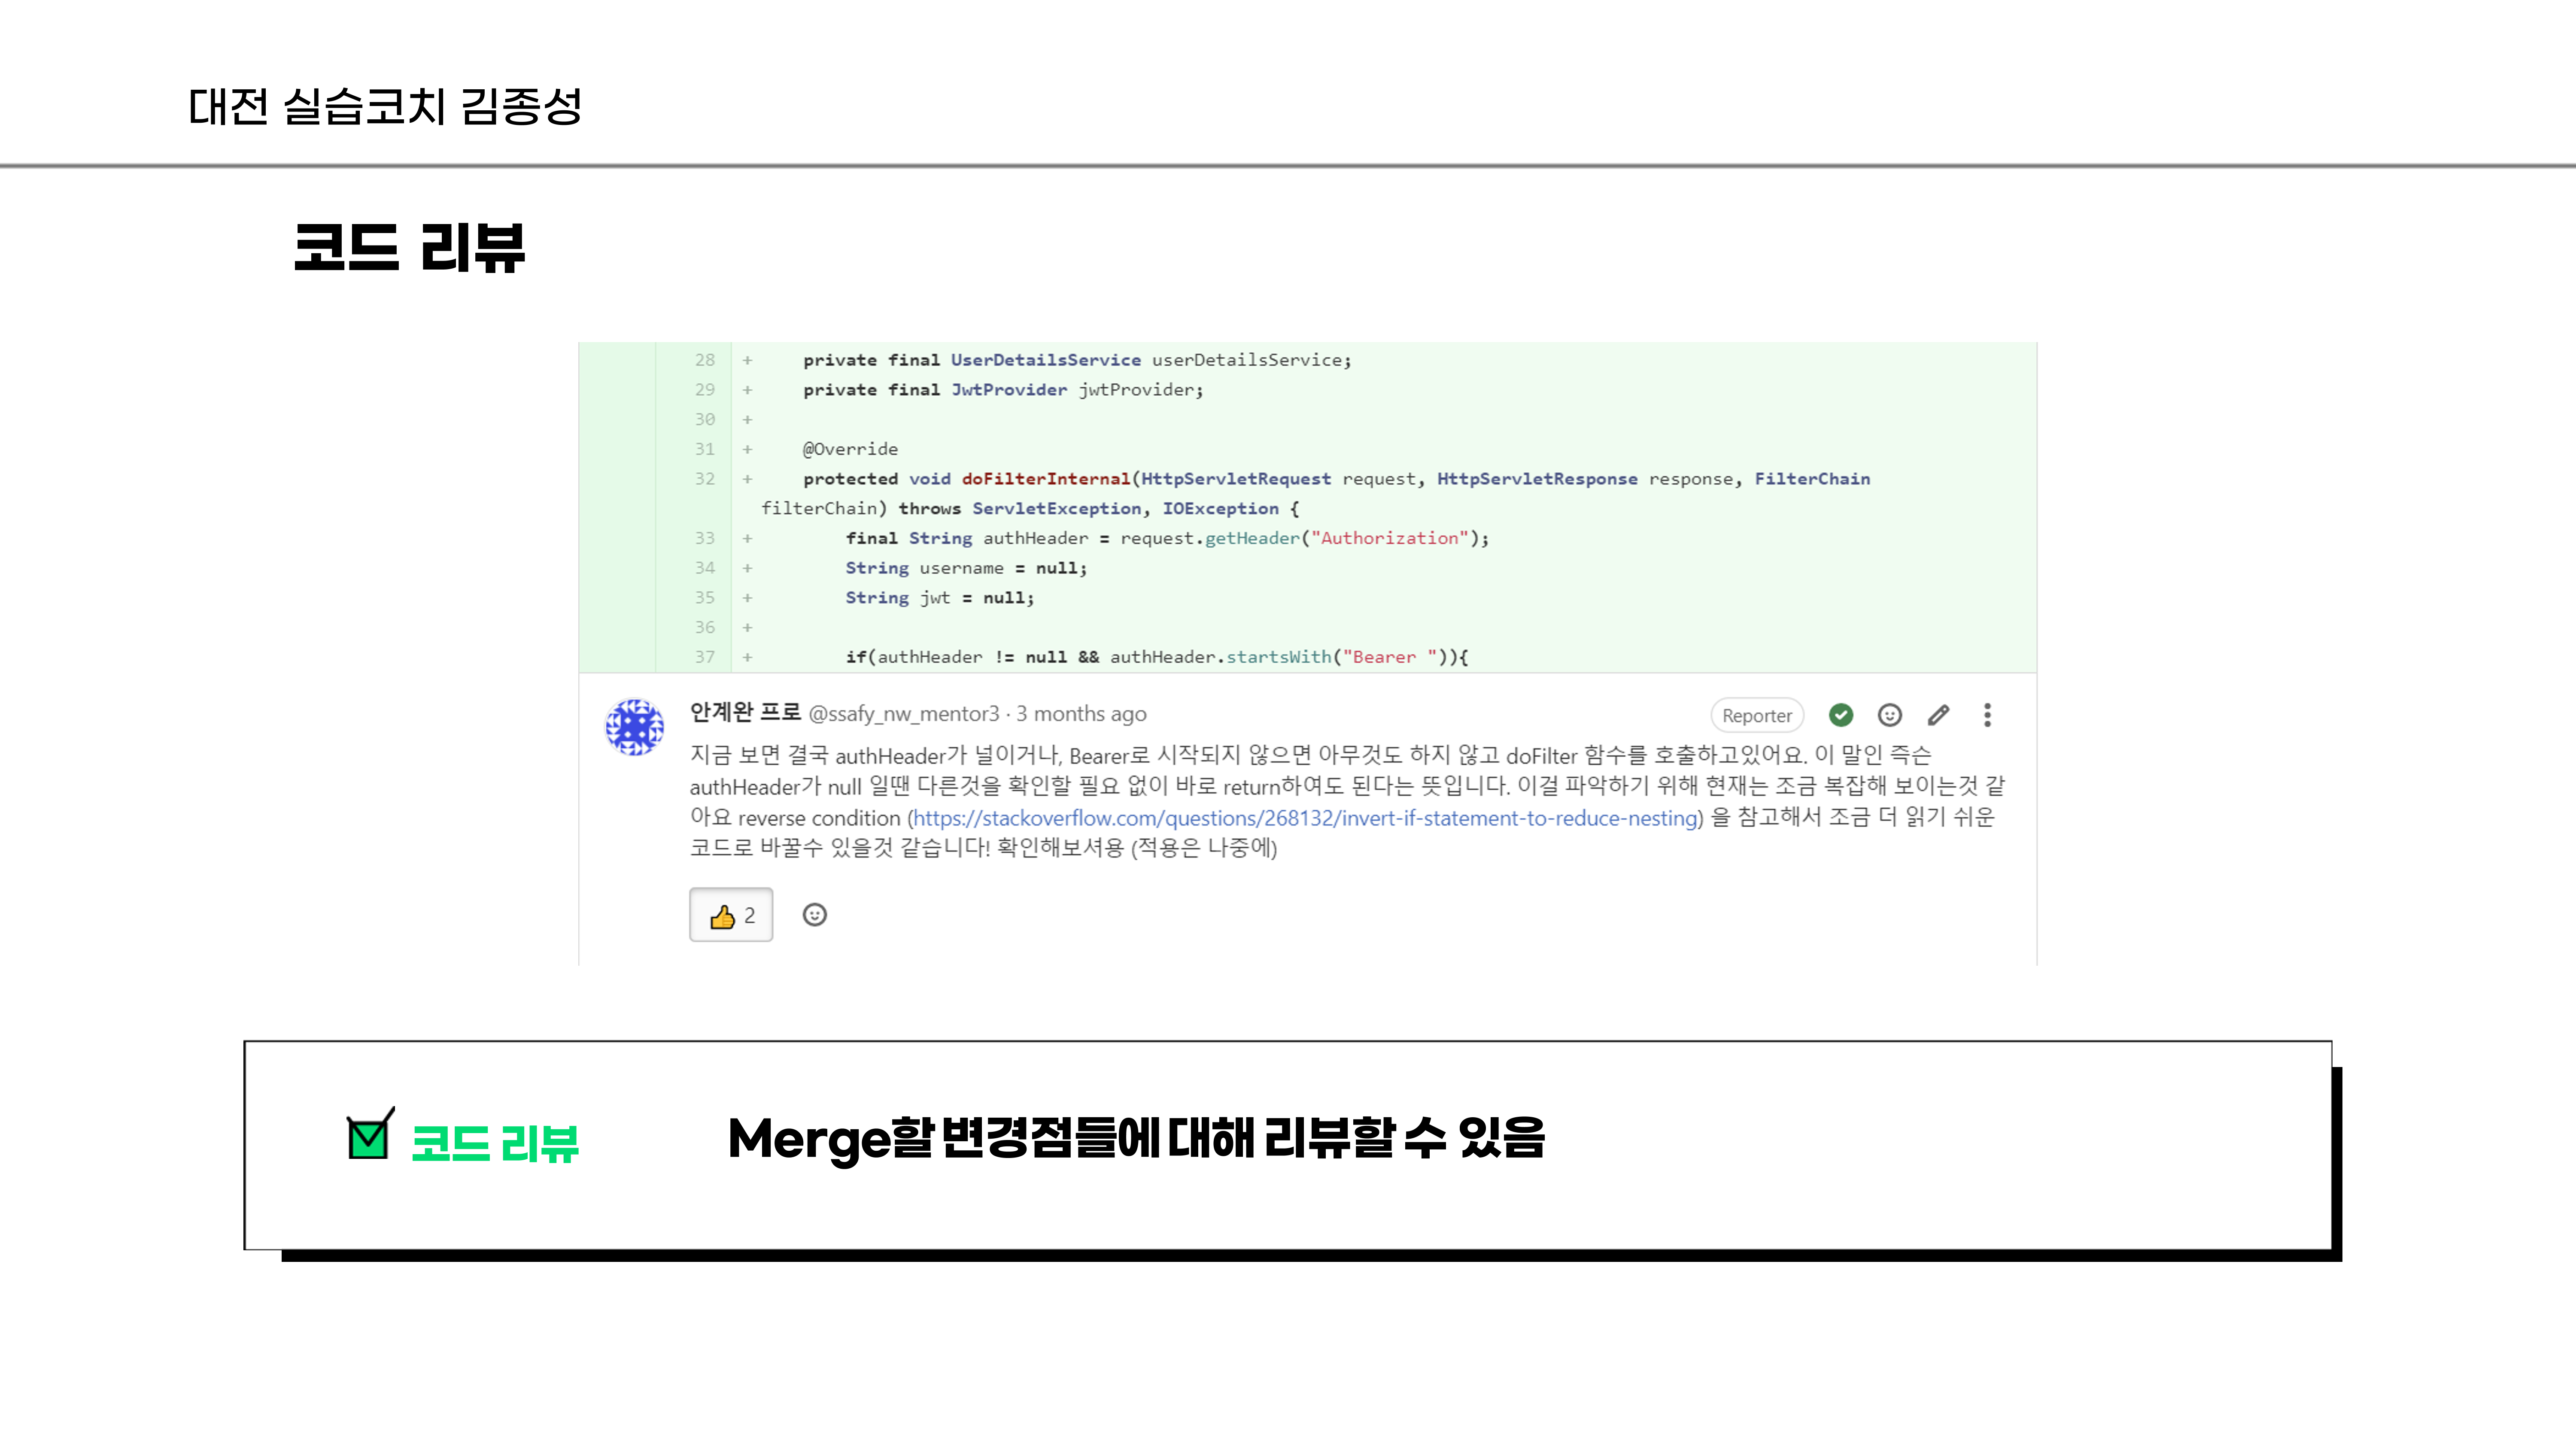 대전 실습코치 김종성
코드 리뷰
28 + private final UserDetailsService userDetailsService;
29 + private final JwtProvider jwtProvider;
30 +
31 + @Override
32 + protected void doFilterInternal(HttpServletRequest request, HttpServletResponse response, FilterChain
filterChain) throws ServletException, IOException {
33 + final String authHeader = request.getHeader("Authorization");
34 + String username = null;
35 + String jwt = null;
36 +
37 + if(authHeader != null && authHeader.startsWith("Bearer ")){
안계완 프로 @ssafy_nw_mentor3 · 3 months ago Reporter
지금 보면 결국 authHeader가 널이거나, Bearer로 시작되지 않으면 아무것도 하지 않고 doFilter 함수를 호출하고있어요. 이 말인 즉슨
authHeader가 null 일땐 다른것을 확인할 필요 없이 바로 return하여도 된다는 뜻입니다. 이걸 파악하기 위해 현재는 조금 복잡해 보이는것 같
아요 reverse condition (https://stackoverflow.com/questions/268132/invert-if-statement-to-reduce-nesting) 을 참고해서 조금 더 읽기 쉬운
코드로 바꿀수 있을것 같습니다! 확인해보셔용 (적용은 나중에)
👍 2
코드 리뷰 Merge할 변경점들에 대해 리뷰할 수 있음